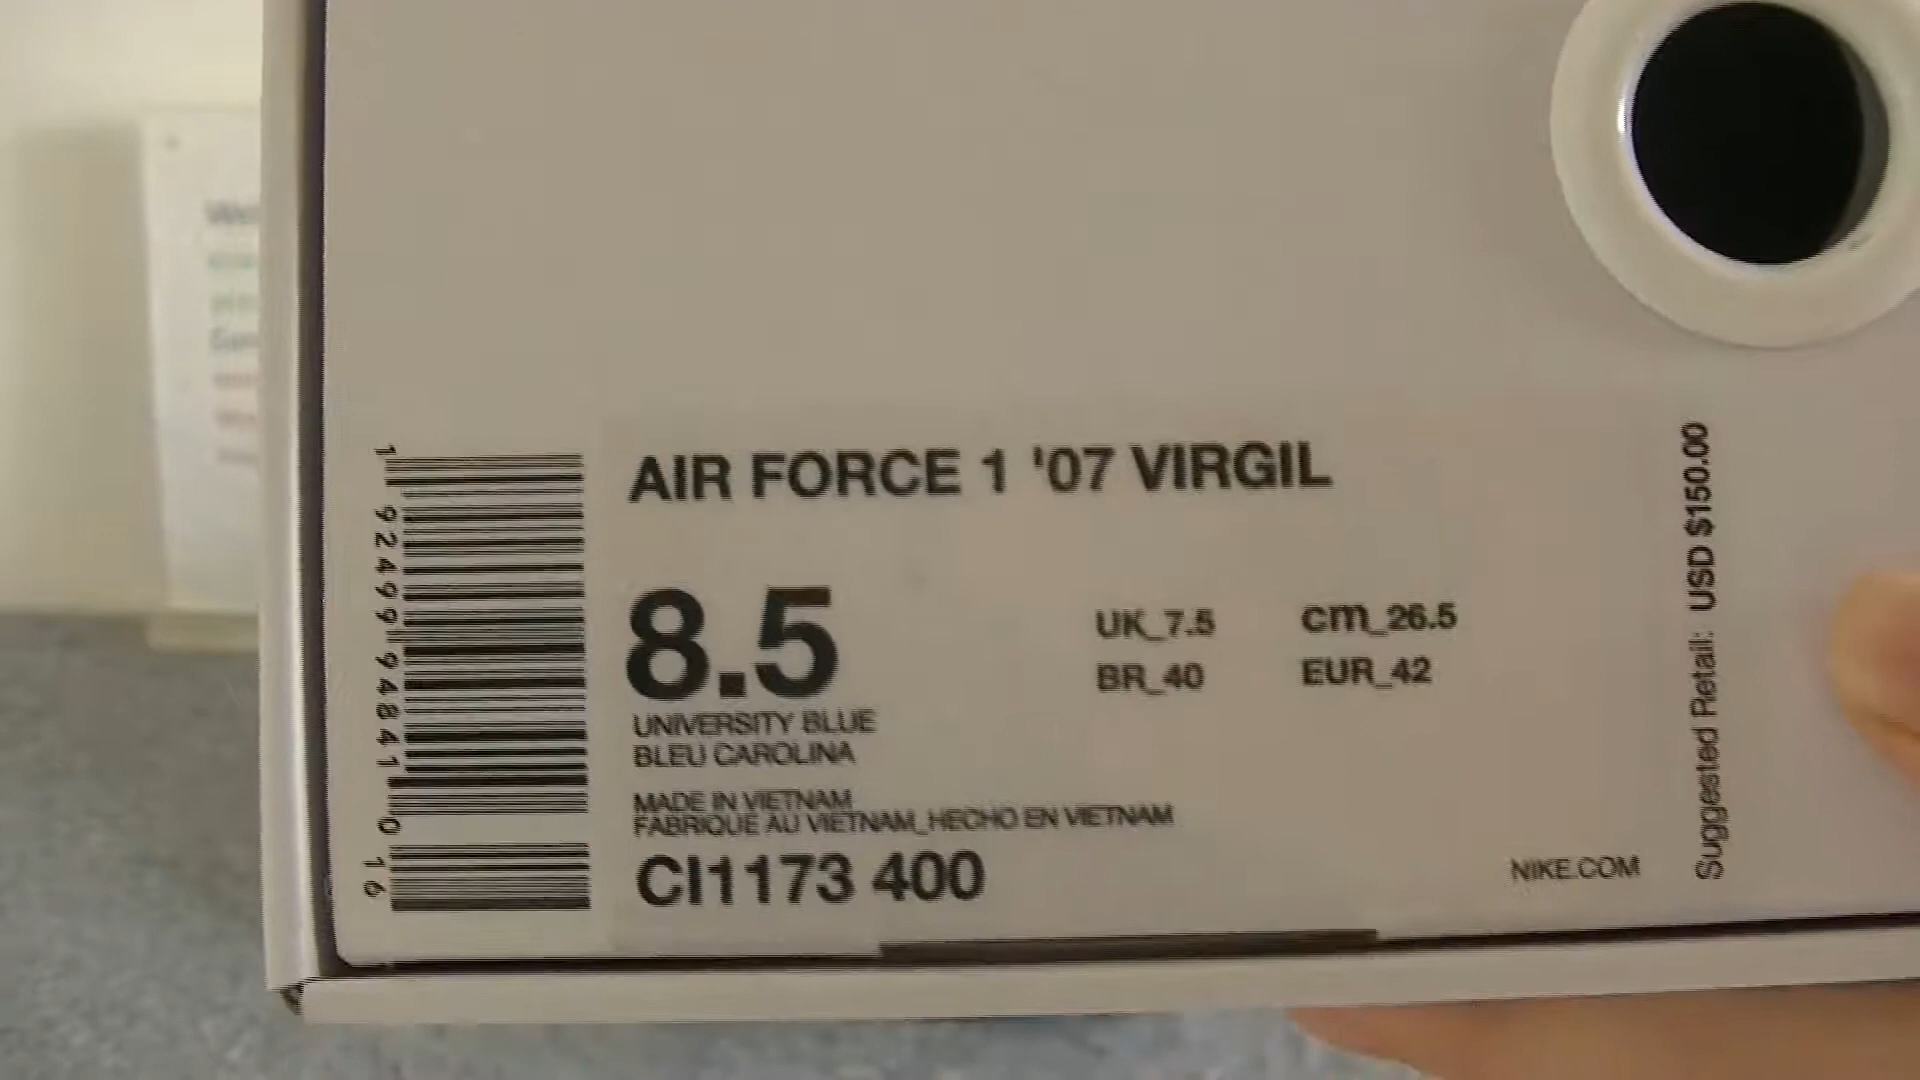 AIR FORCE 1 '07 VIRGIL
8.5
UK_7.5
cm_26.5
BR_40
EUR_42
UNIVERSITY BLUE
BLEU CAROLINA
MADE IN VIETNAM
FABRIQUE AU VIETNAM_HECHO EN VIETNAM
CI1173 400
NIKE.COM
Suggested Retail: USD $150.00
1 92499 94841 0 16